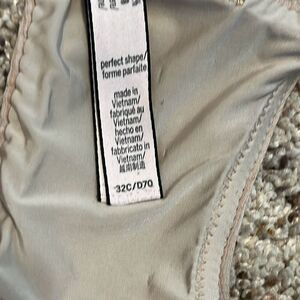 perfect shape/
forme parfaite
made in
Vietnam/
fabriqué au
Vietnam/
hecho en
Vietnam/
fabbricato in
Vietnam/
越南制造
32C/D70